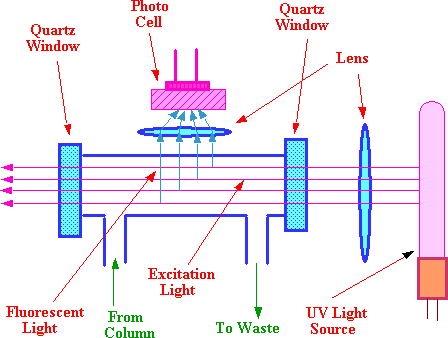 Photo
Cell
Quartz
Window
Quartz
Window
Lens
Fluorescent
Light
Excitation
Light
From
Column
To Waste
UV Light
Source